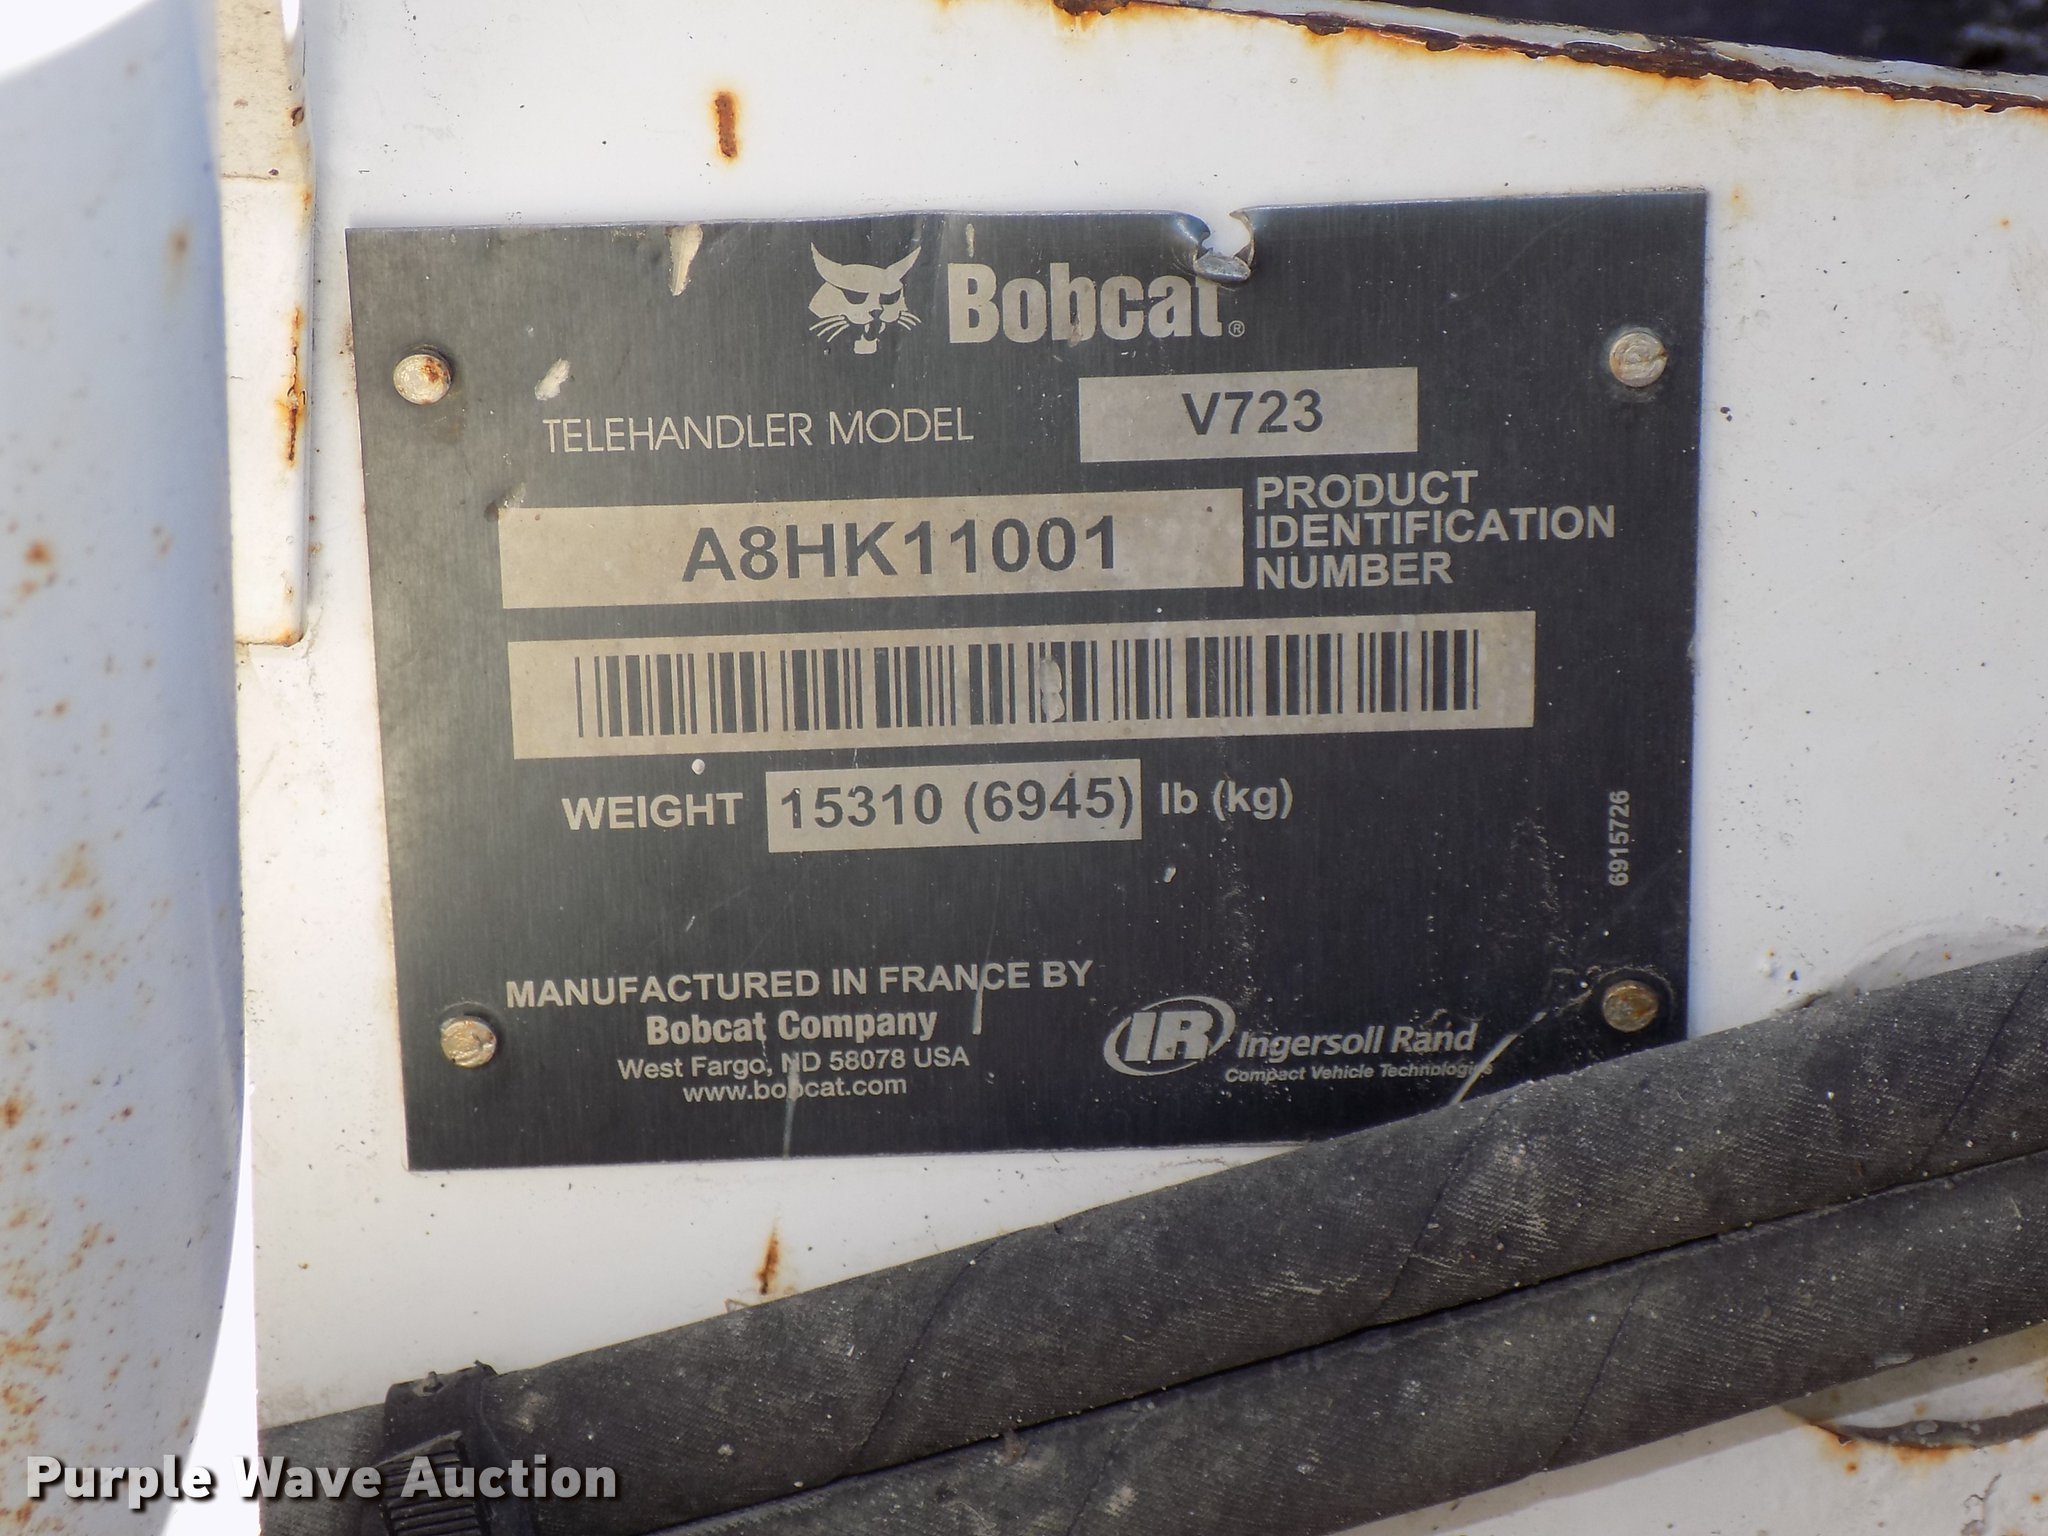 Bobcat®
TELEHANDLER MODEL V723
A8HK11001
PRODUCT
IDENTIFICATION
NUMBER
WEIGHT 15310 (6945) lb (kg)
6915726
MANUFACTURED IN FRANCE BY
Bobcat Company
West Fargo, ND 58078 USA
www.bobcat.com
IR Ingersoll Rand
Compact Vehicle Technologies
Purple Wave Auction